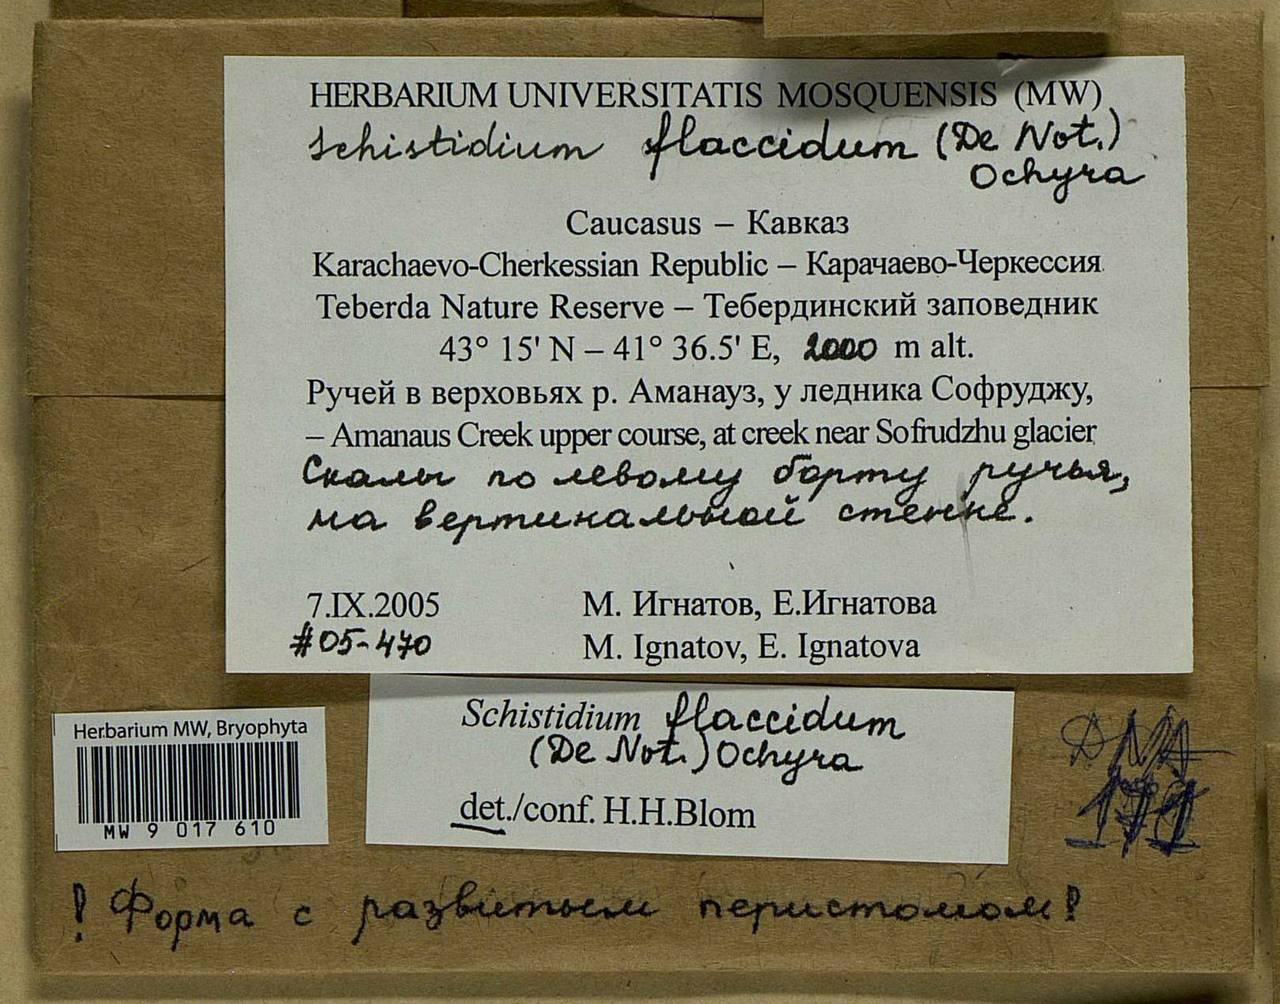 HERBARIUM UNIVERSITATIS MOSQUENSIS (MW)
Schistidium flaccidum (De Not.)
Ochyra
Caucasus – Кавказ
Karachaevo-Cherkessian Republic – Карачаево-Черкессия
Teberda Nature Reserve – Тебердинский заповедник
43° 15' N – 41° 36.5' E, 2000 m alt.
Ручей в верховьях р. Аманауз, у ледника Софруджу,
– Amanaus Creek upper course, at creek near Sofrudzhu glacier
Скалы по левому борту ручья,
на вертикальной стенке.
7.IX.2005 М. Игнатов, Е.Игнатова
#05-470 M. Ignatov, E. Ignatova
Schistidium flaccidum
(De Not.) Ochyra
det./conf. H.H.Blom
Herbarium MW, Bryophyta
MW 9 017 610
DNA
171
! Форма с развитым перистомом!